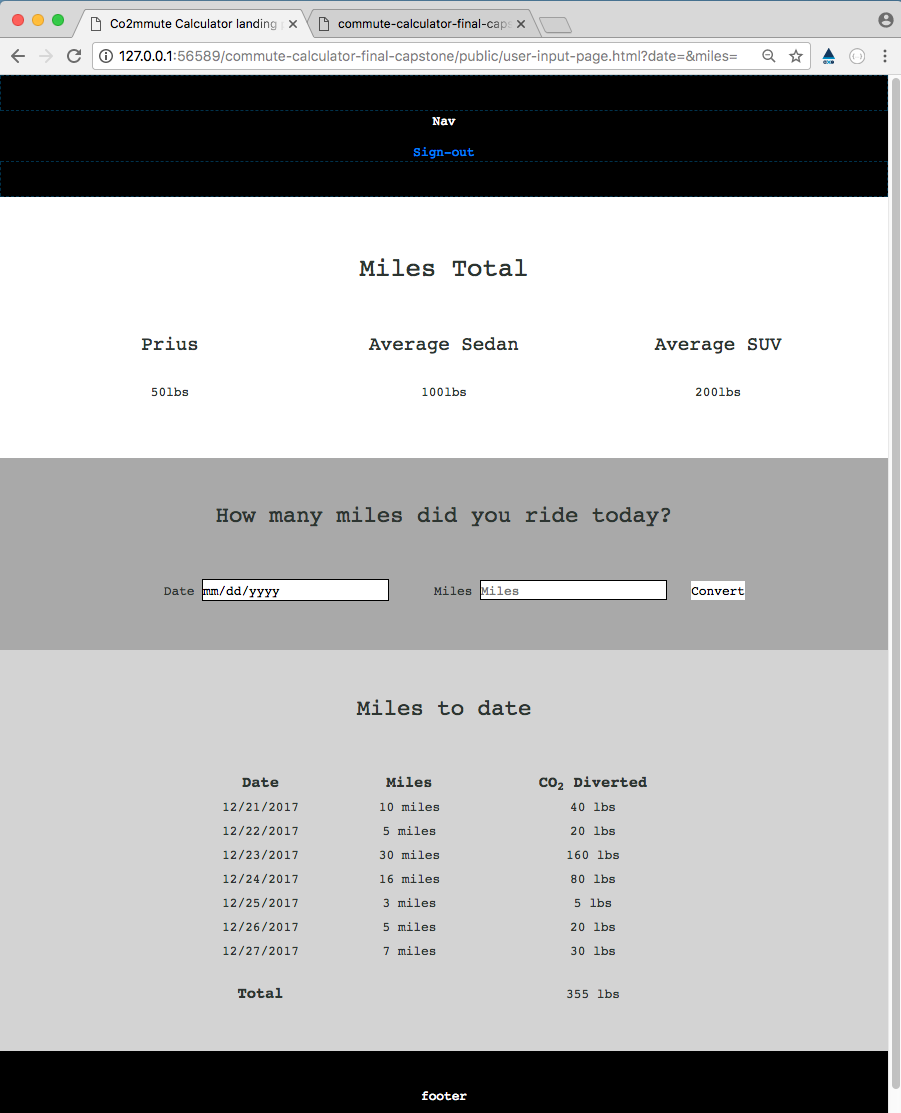 Co2mmute Calculator landing
commute-calculator-final-caps
127.0.0.1:56589/commute-calculator-final-capstone/public/user-input-page.html?date=&miles=
Nav
Sign-out
Miles Total
Prius Average Sedan Average SUV
50lbs 100lbs 200lbs
How many miles did you ride today?
Date mm/dd/yyyy Miles Miles Convert
Miles to date
Date Miles CO₂ Diverted
12/21/2017 10 miles 40 lbs
12/22/2017 5 miles 20 lbs
12/23/2017 30 miles 160 lbs
12/24/2017 16 miles 80 lbs
12/25/2017 3 miles 5 lbs
12/26/2017 5 miles 20 lbs
12/27/2017 7 miles 30 lbs
Total 355 lbs
footer